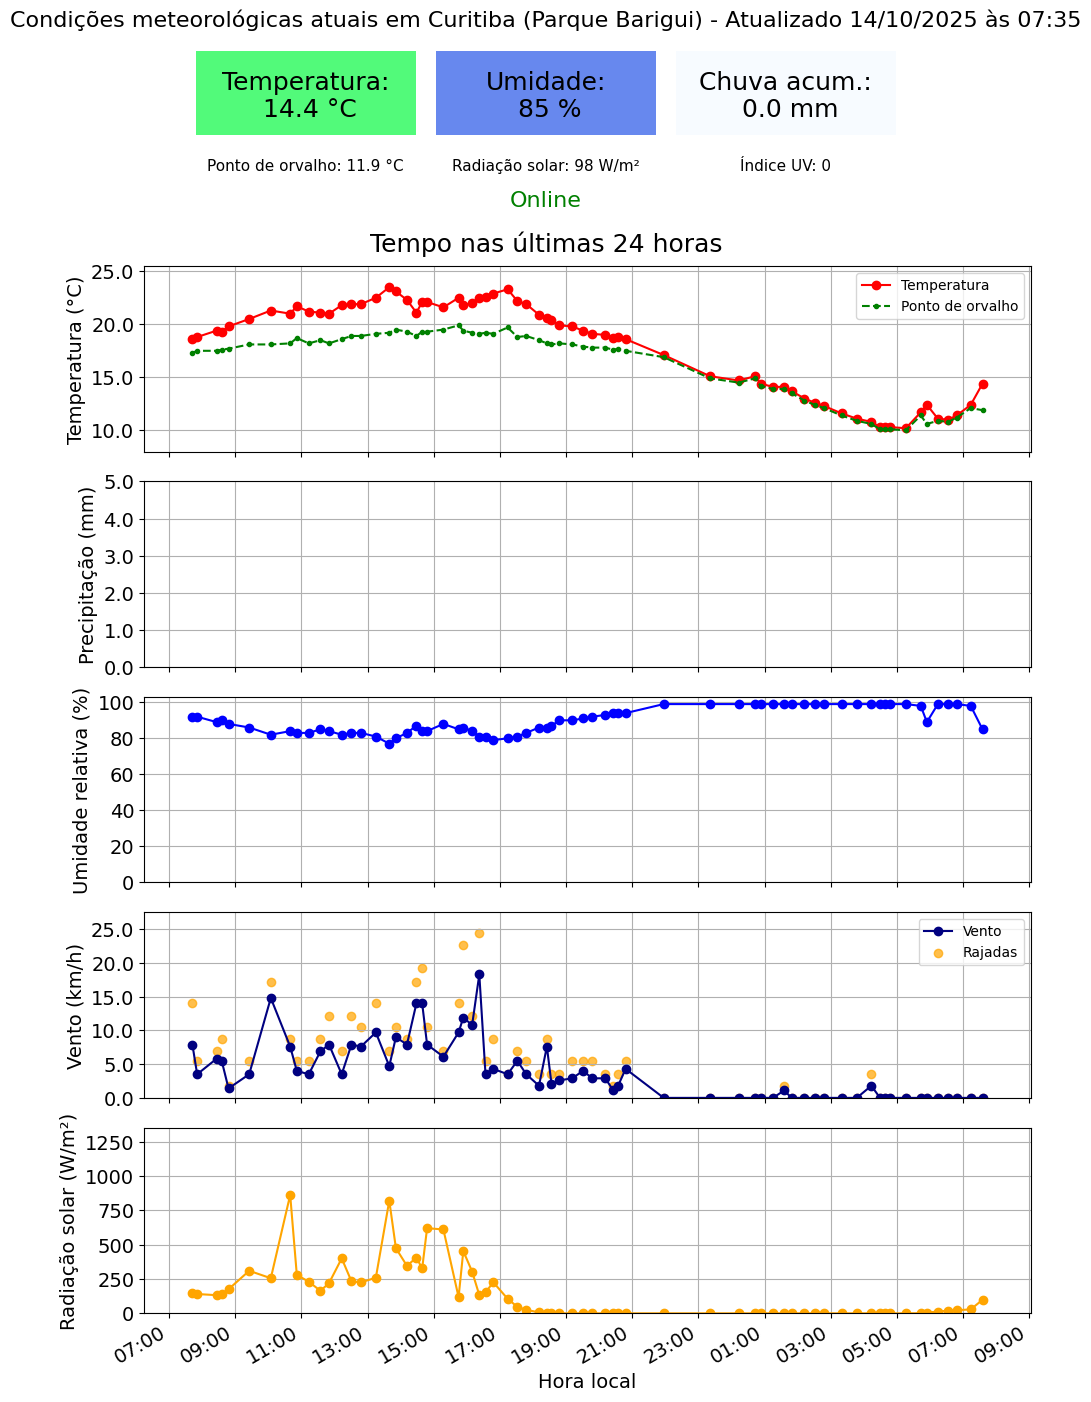 Condições meteorológicas atuais em Curitiba (Parque Barigui) - Atualizado 14/10/2025 às 07:35
Temperatura:
14.4 °C
Umidade:
85 %
Chuva acum.:
0.0 mm
Ponto de orvalho: 11.9 °C
Radiação solar: 98 W/m²
Índice UV: 0
Online
Tempo nas últimas 24 horas
Temperatura (°C)
25.0
20.0
15.0
10.0
Temperatura
Ponto de orvalho
Precipitação (mm)
5.0
4.0
3.0
2.0
1.0
0.0
Umidade relativa (%)
100
80
60
40
20
0
Vento (km/h)
25.0
20.0
15.0
10.0
5.0
0.0
Vento
Rajadas
Radiação solar (W/m²)
1250
1000
750
500
250
0
07:00
09:00
11:00
13:00
15:00
17:00
19:00
21:00
23:00
01:00
03:00
05:00
07:00
09:00
Hora local